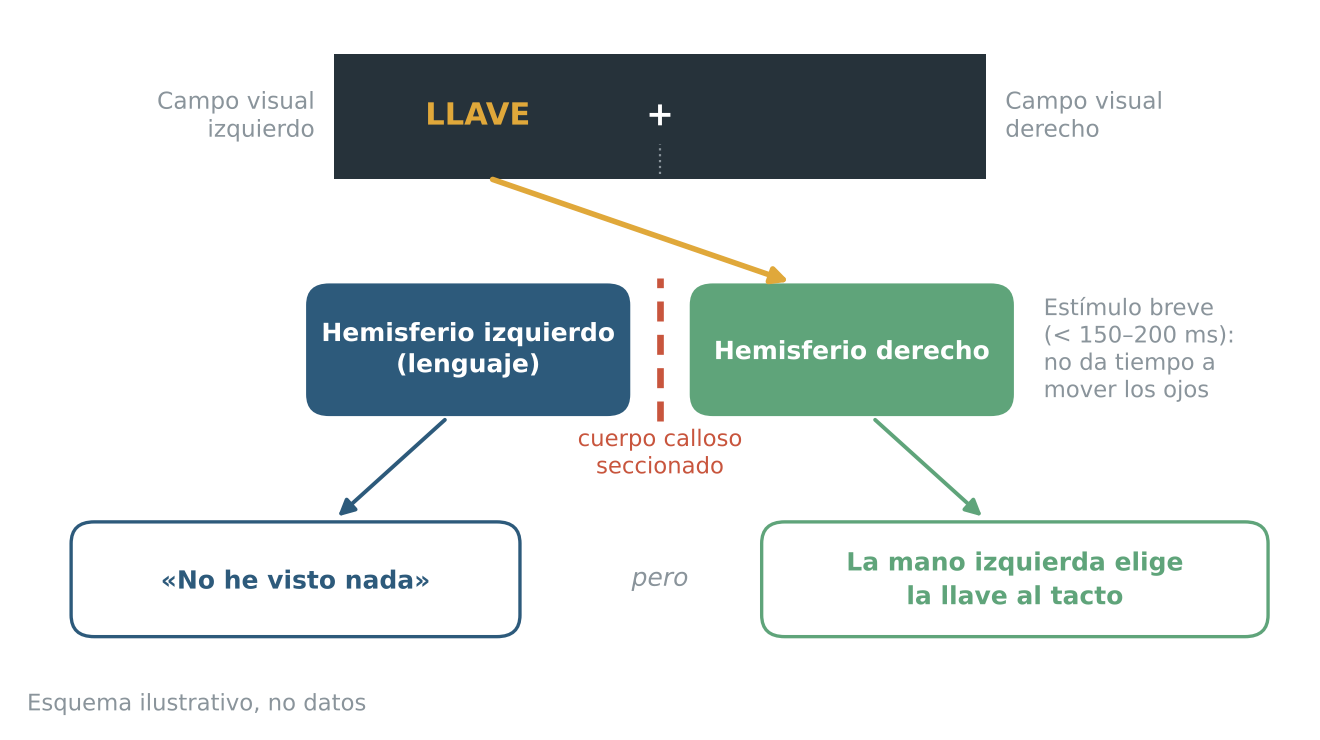 Campo visual
izquierdo
LLAVE
+
Campo visual
derecho
Hemisferio izquierdo
(lenguaje)
Hemisferio derecho
Estímulo breve
(< 150–200 ms):
no da tiempo a
mover los ojos
cuerpo calloso
seccionado
«No he visto nada»
pero
La mano izquierda elige
la llave al tacto
Esquema ilustrativo, no datos